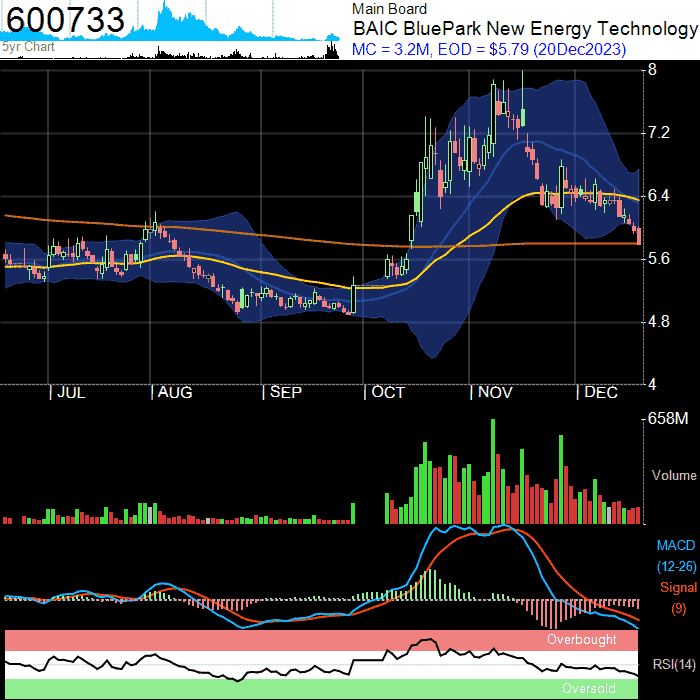 600733
5yr Chart
Main Board
BAIC BluePark New Energy Technology
MC = 3.2M, EOD = $5.79 (20Dec2023)
8
7.2
6.4
5.6
4.8
4
| JUL | AUG | SEP | OCT | NOV | DEC
658M
Volume
MACD
(12-26)
Signal
(9)
Overbought
RSI(14)
Oversold